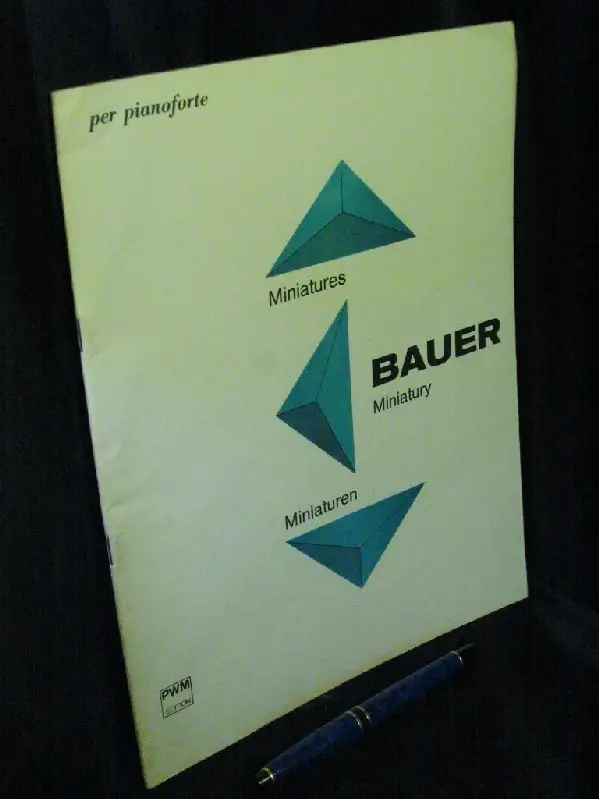 per pianoforte
Miniatures
BAUER
Miniatury
Miniaturen
PWM
EDITION